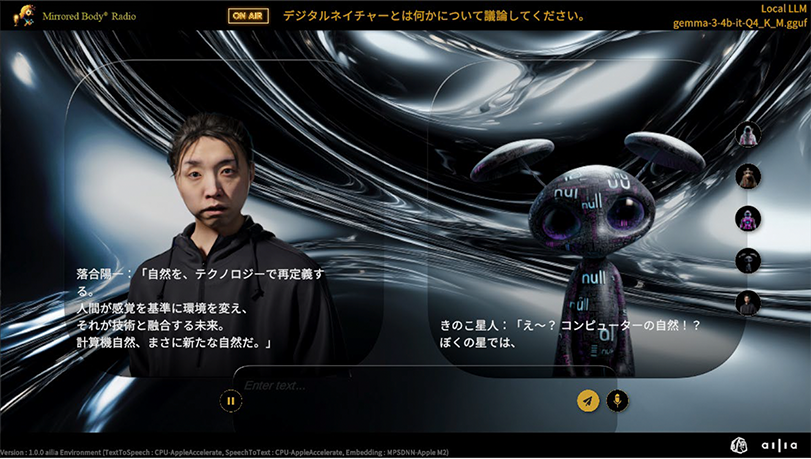 Mirrored Body® Radio
ON AIR
デジタルネイチャーとは何かについて議論してください。
Local LLM
gemma-3-4b-it-Q4_K_M.gguf
nul
null
null
null
落合陽一：「自然を、テクノロジーで再定義す
る。
人間が感覚を基準に環境を変え、
それが技術と融合する未来。
計算機自然、まさに新たな自然だ。」
きのこ星人：「え～？ コンピューターの自然！？
ぼくの星では、
Enter text...
ailia
Version : 1.0.0 ailia Environment (TextToSpeech : CPU-AppleAccelerate, SpeechToText : CPU-AppleAccelerate, Embedding : MPSDNN-Apple M2)